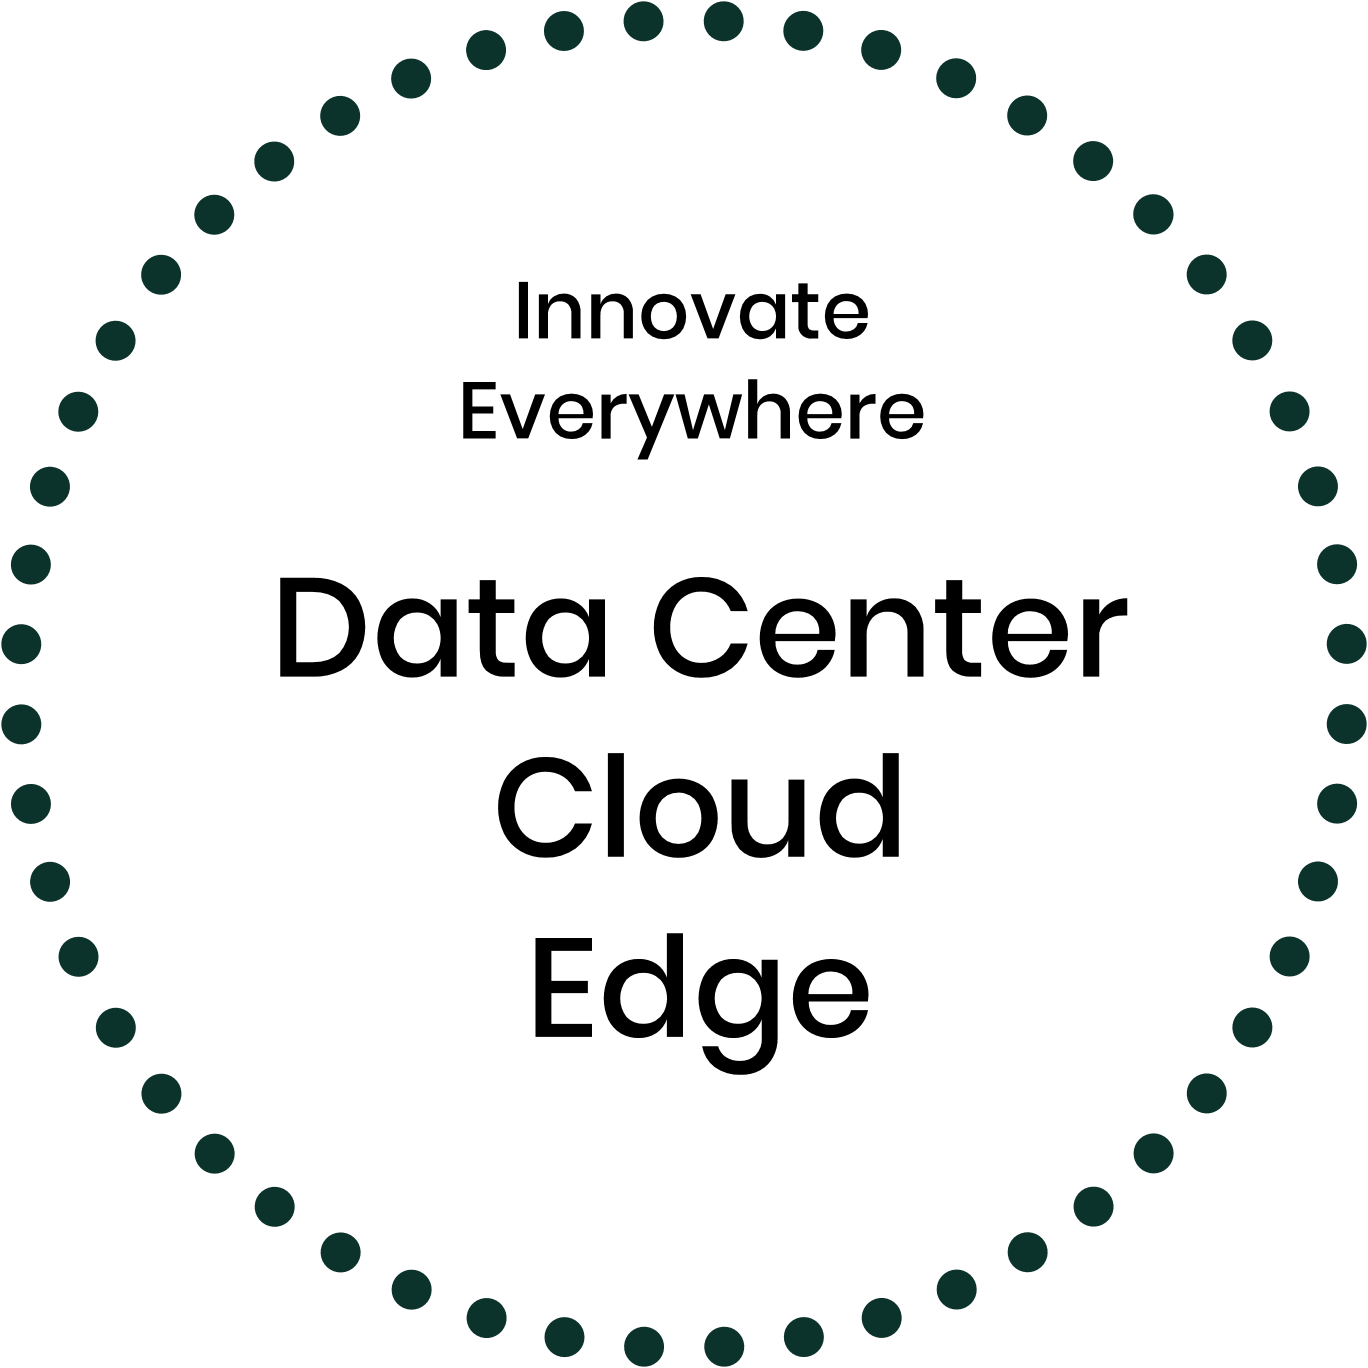 Innovate
Everywhere
Data Center
Cloud
Edge